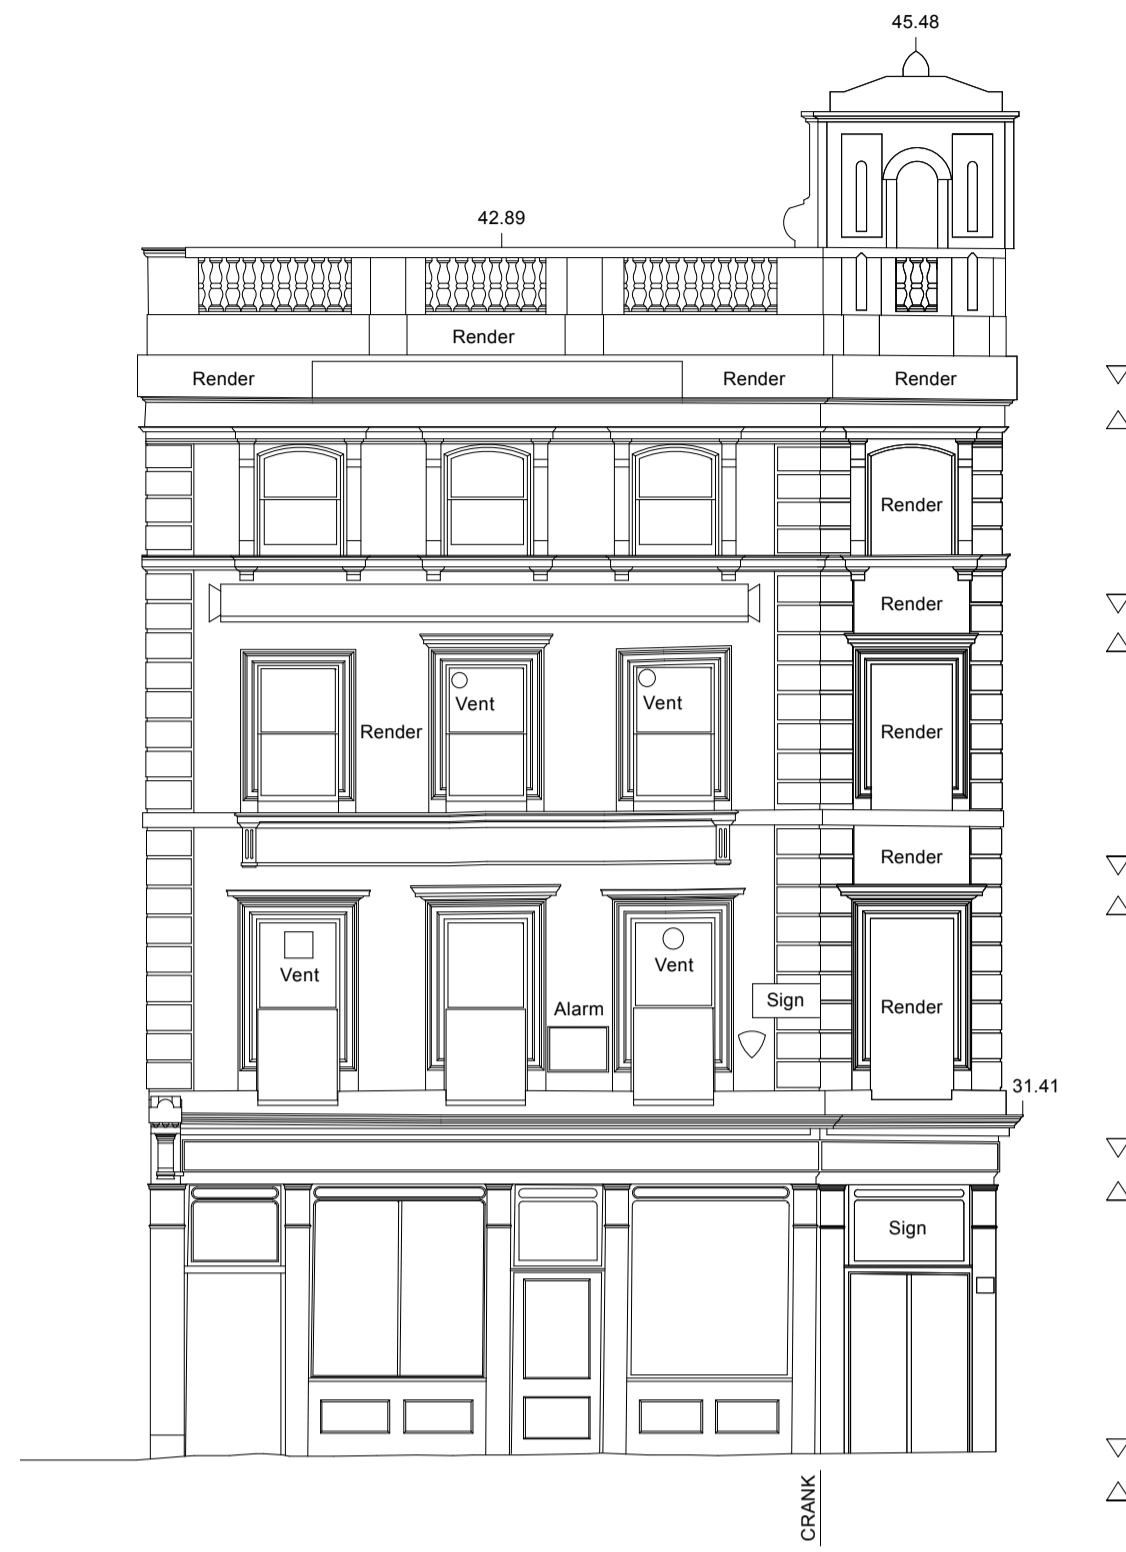 45.48
42.89
Render
Render
Render
Render
Render
Render
Vent
Vent
Render
Render
Render
Vent
Vent
Alarm
Sign
Render
31.41
Sign
CRANK